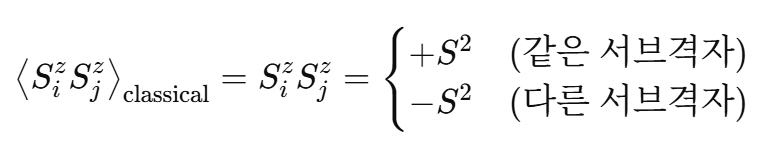 ⟨S_i^z S_j^z⟩_classical = S_i^z S_j^z = { +S^2 (같은 서브격자)
−S^2 (다른 서브격자)